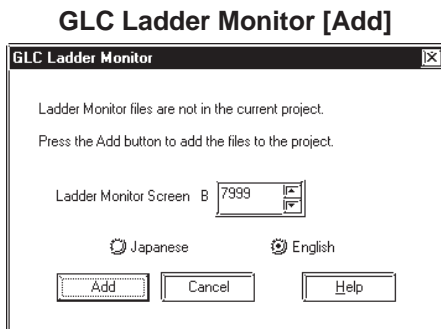 GLC Ladder Monitor [Add]
GLC Ladder Monitor
Ladder Monitor files are not in the current project.
Press the Add button to add the files to the project.
Ladder Monitor Screen B 7999
Japanese English
Add Cancel Help